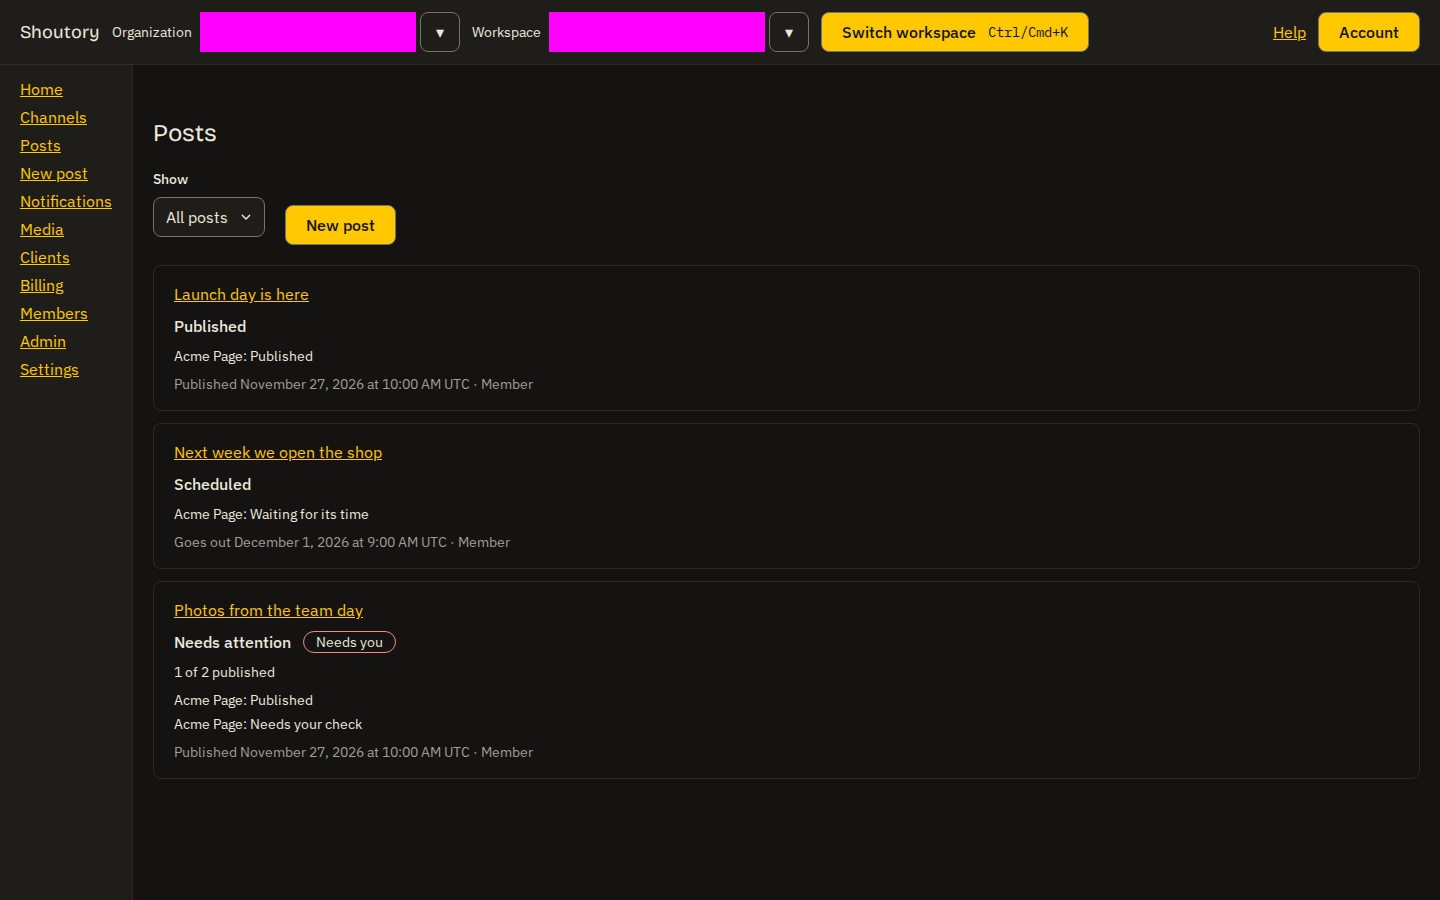 Shoutory Organization ▼ Workspace ▼ Switch workspace Ctrl/Cmd+K Help Account
Home
Channels
Posts
New post
Notifications
Media
Clients
Billing
Members
Admin
Settings
Posts
Show
All posts New post
Launch day is here
Published
Acme Page: Published
Published November 27, 2026 at 10:00 AM UTC · Member
Next week we open the shop
Scheduled
Acme Page: Waiting for its time
Goes out December 1, 2026 at 9:00 AM UTC · Member
Photos from the team day
Needs attention Needs you
1 of 2 published
Acme Page: Published
Acme Page: Needs your check
Published November 27, 2026 at 10:00 AM UTC · Member